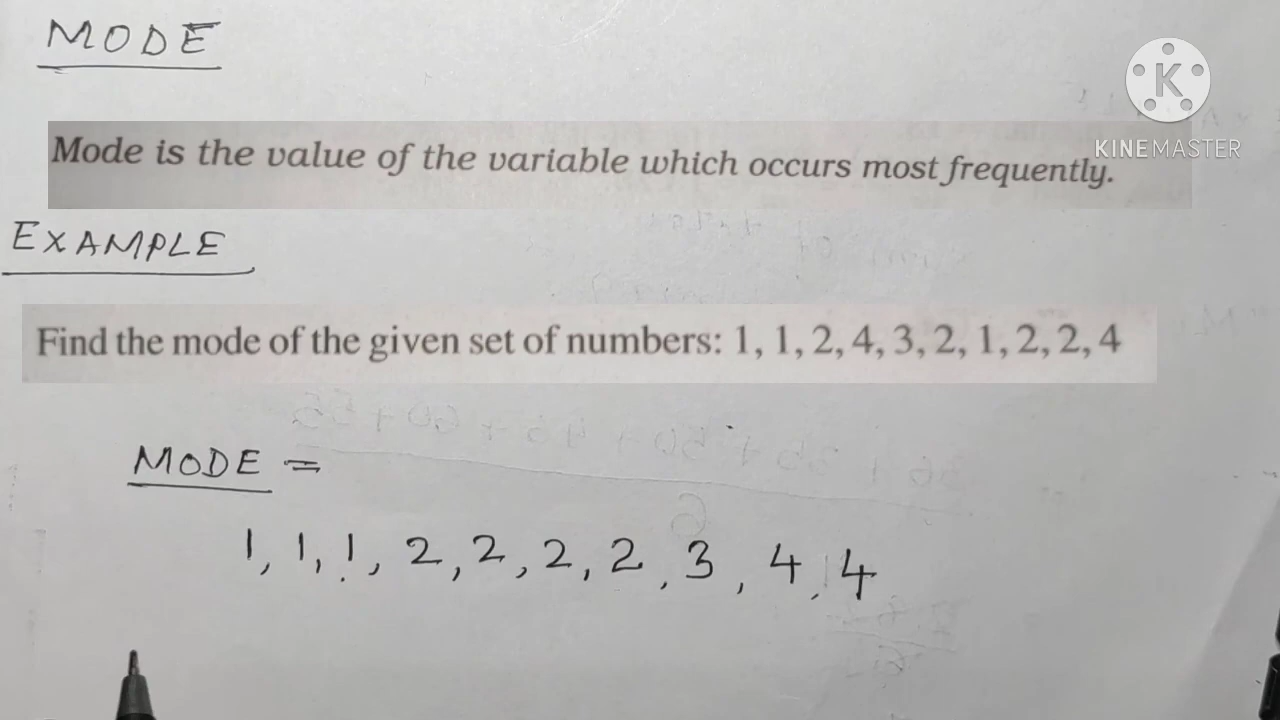 MODE
K
KINEMASTER
Mode is the value of the variable which occurs most frequently.
EXAMPLE
Find the mode of the given set of numbers: 1, 1, 2, 4, 3, 2, 1, 2, 2, 4
MODE =
1, 1, 1, 2, 2, 2, 2, 3, 4, 4